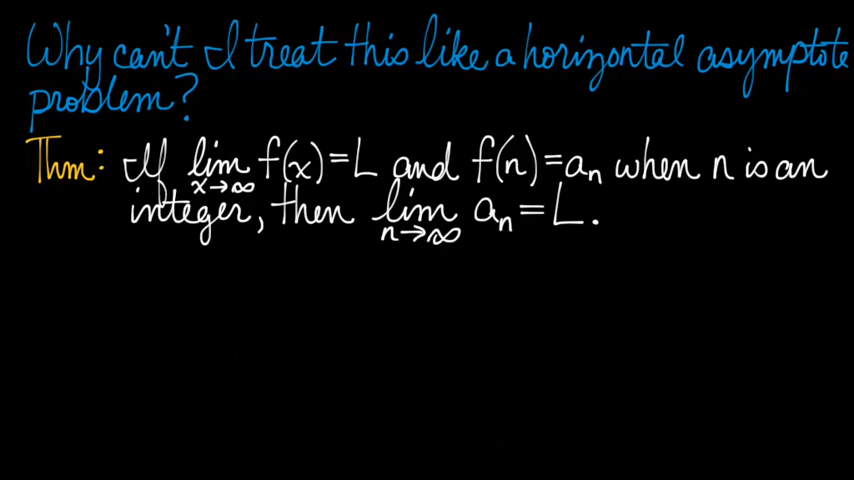 Why can't I treat this like a horizontal asymptote
problem?
Thm: If lim f(x)=L and f(n)=aₙ when n is an
x→∞
integer, then lim aₙ=L.
n→∞